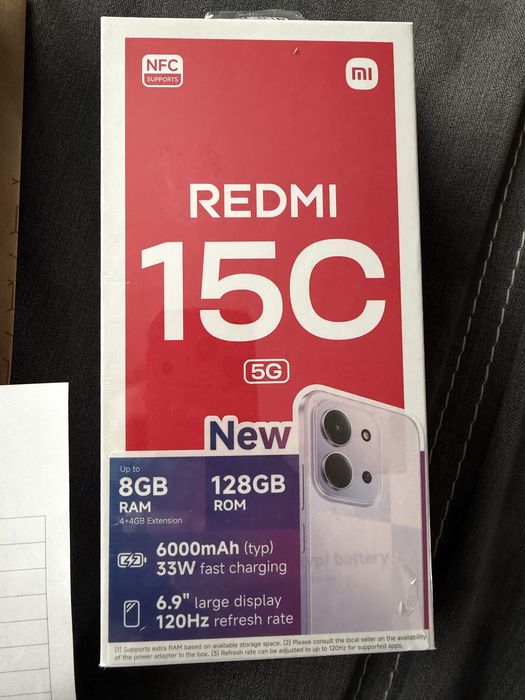 NFC
SUPPORTS
mi
REDMI
15C
5G
New
Up to
8GB
RAM
4+4GB Extension
128GB
ROM
6000mAh (typ)
33W fast charging
6.9" large display
120Hz refresh rate
battery
[1] Supports extra RAM based on available storage space. [2] Please consult the local seller on the availability
of the power adapter in the box. [3] Refresh rate can be adjusted up to 120Hz for supported apps.